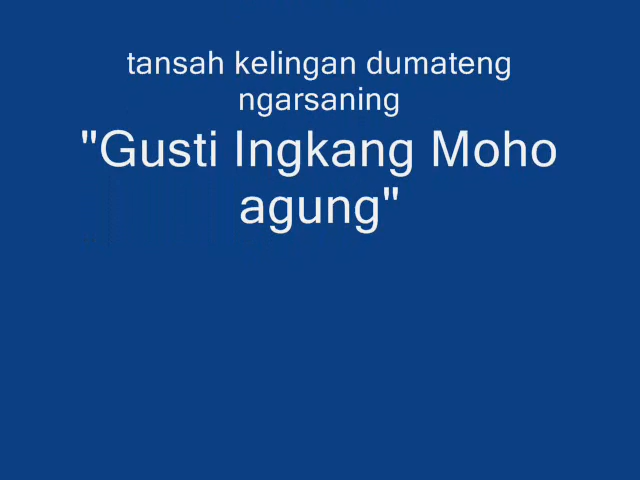 tansah kelingan dumateng
ngarsaning
"Gusti Ingkang Moho
agung"